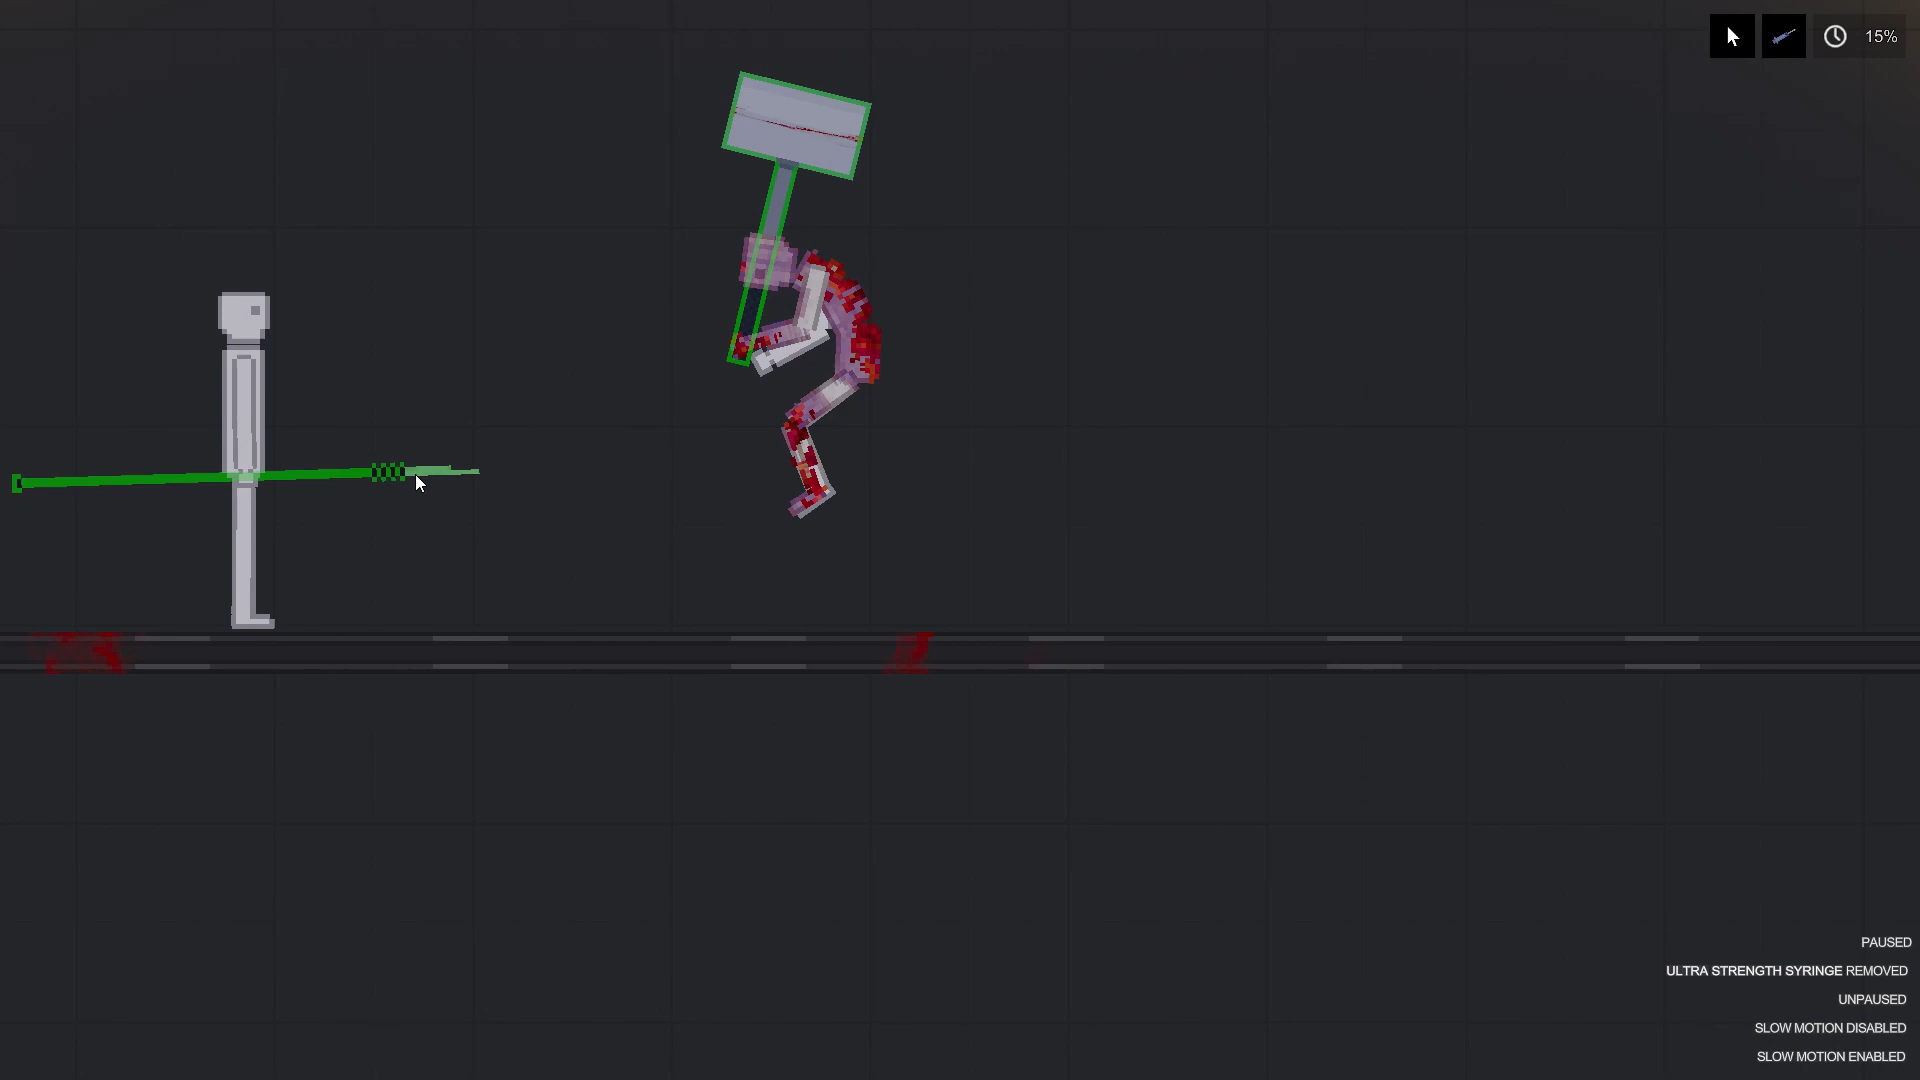 15%
PAUSED
ULTRA STRENGTH SYRINGE REMOVED
UNPAUSED
SLOW MOTION DISABLED
SLOW MOTION ENABLED